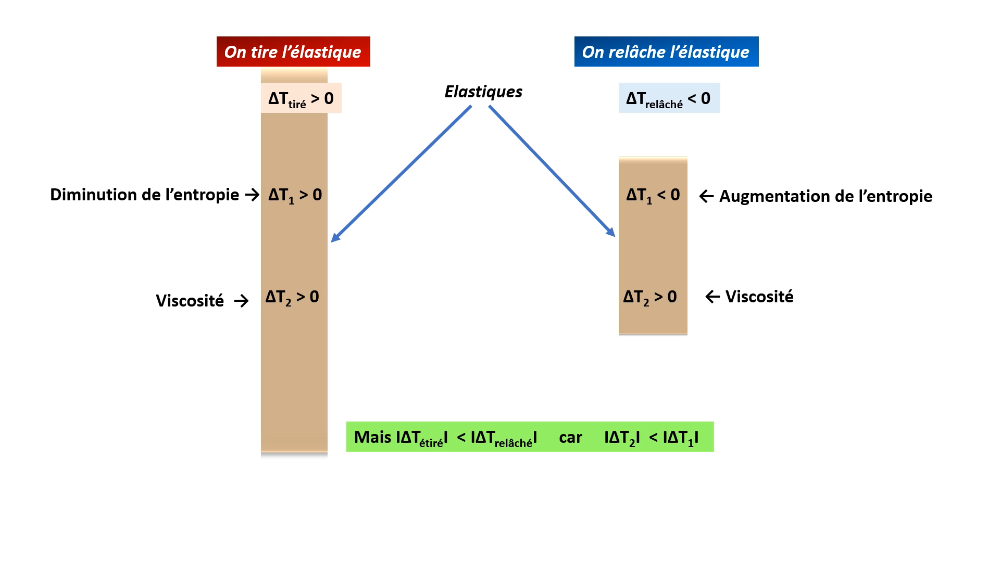 On tire l’élastique
On relâche l’élastique
Elastiques
ΔTtiré > 0
ΔTrelâché < 0
Diminution de l’entropie →
ΔT1 > 0
ΔT1 < 0
← Augmentation de l’entropie
Viscosité →
ΔT2 > 0
ΔT2 > 0
← Viscosité
Mais IΔTétiréI < IΔTrelâchéI car IΔT2I < IΔT1I